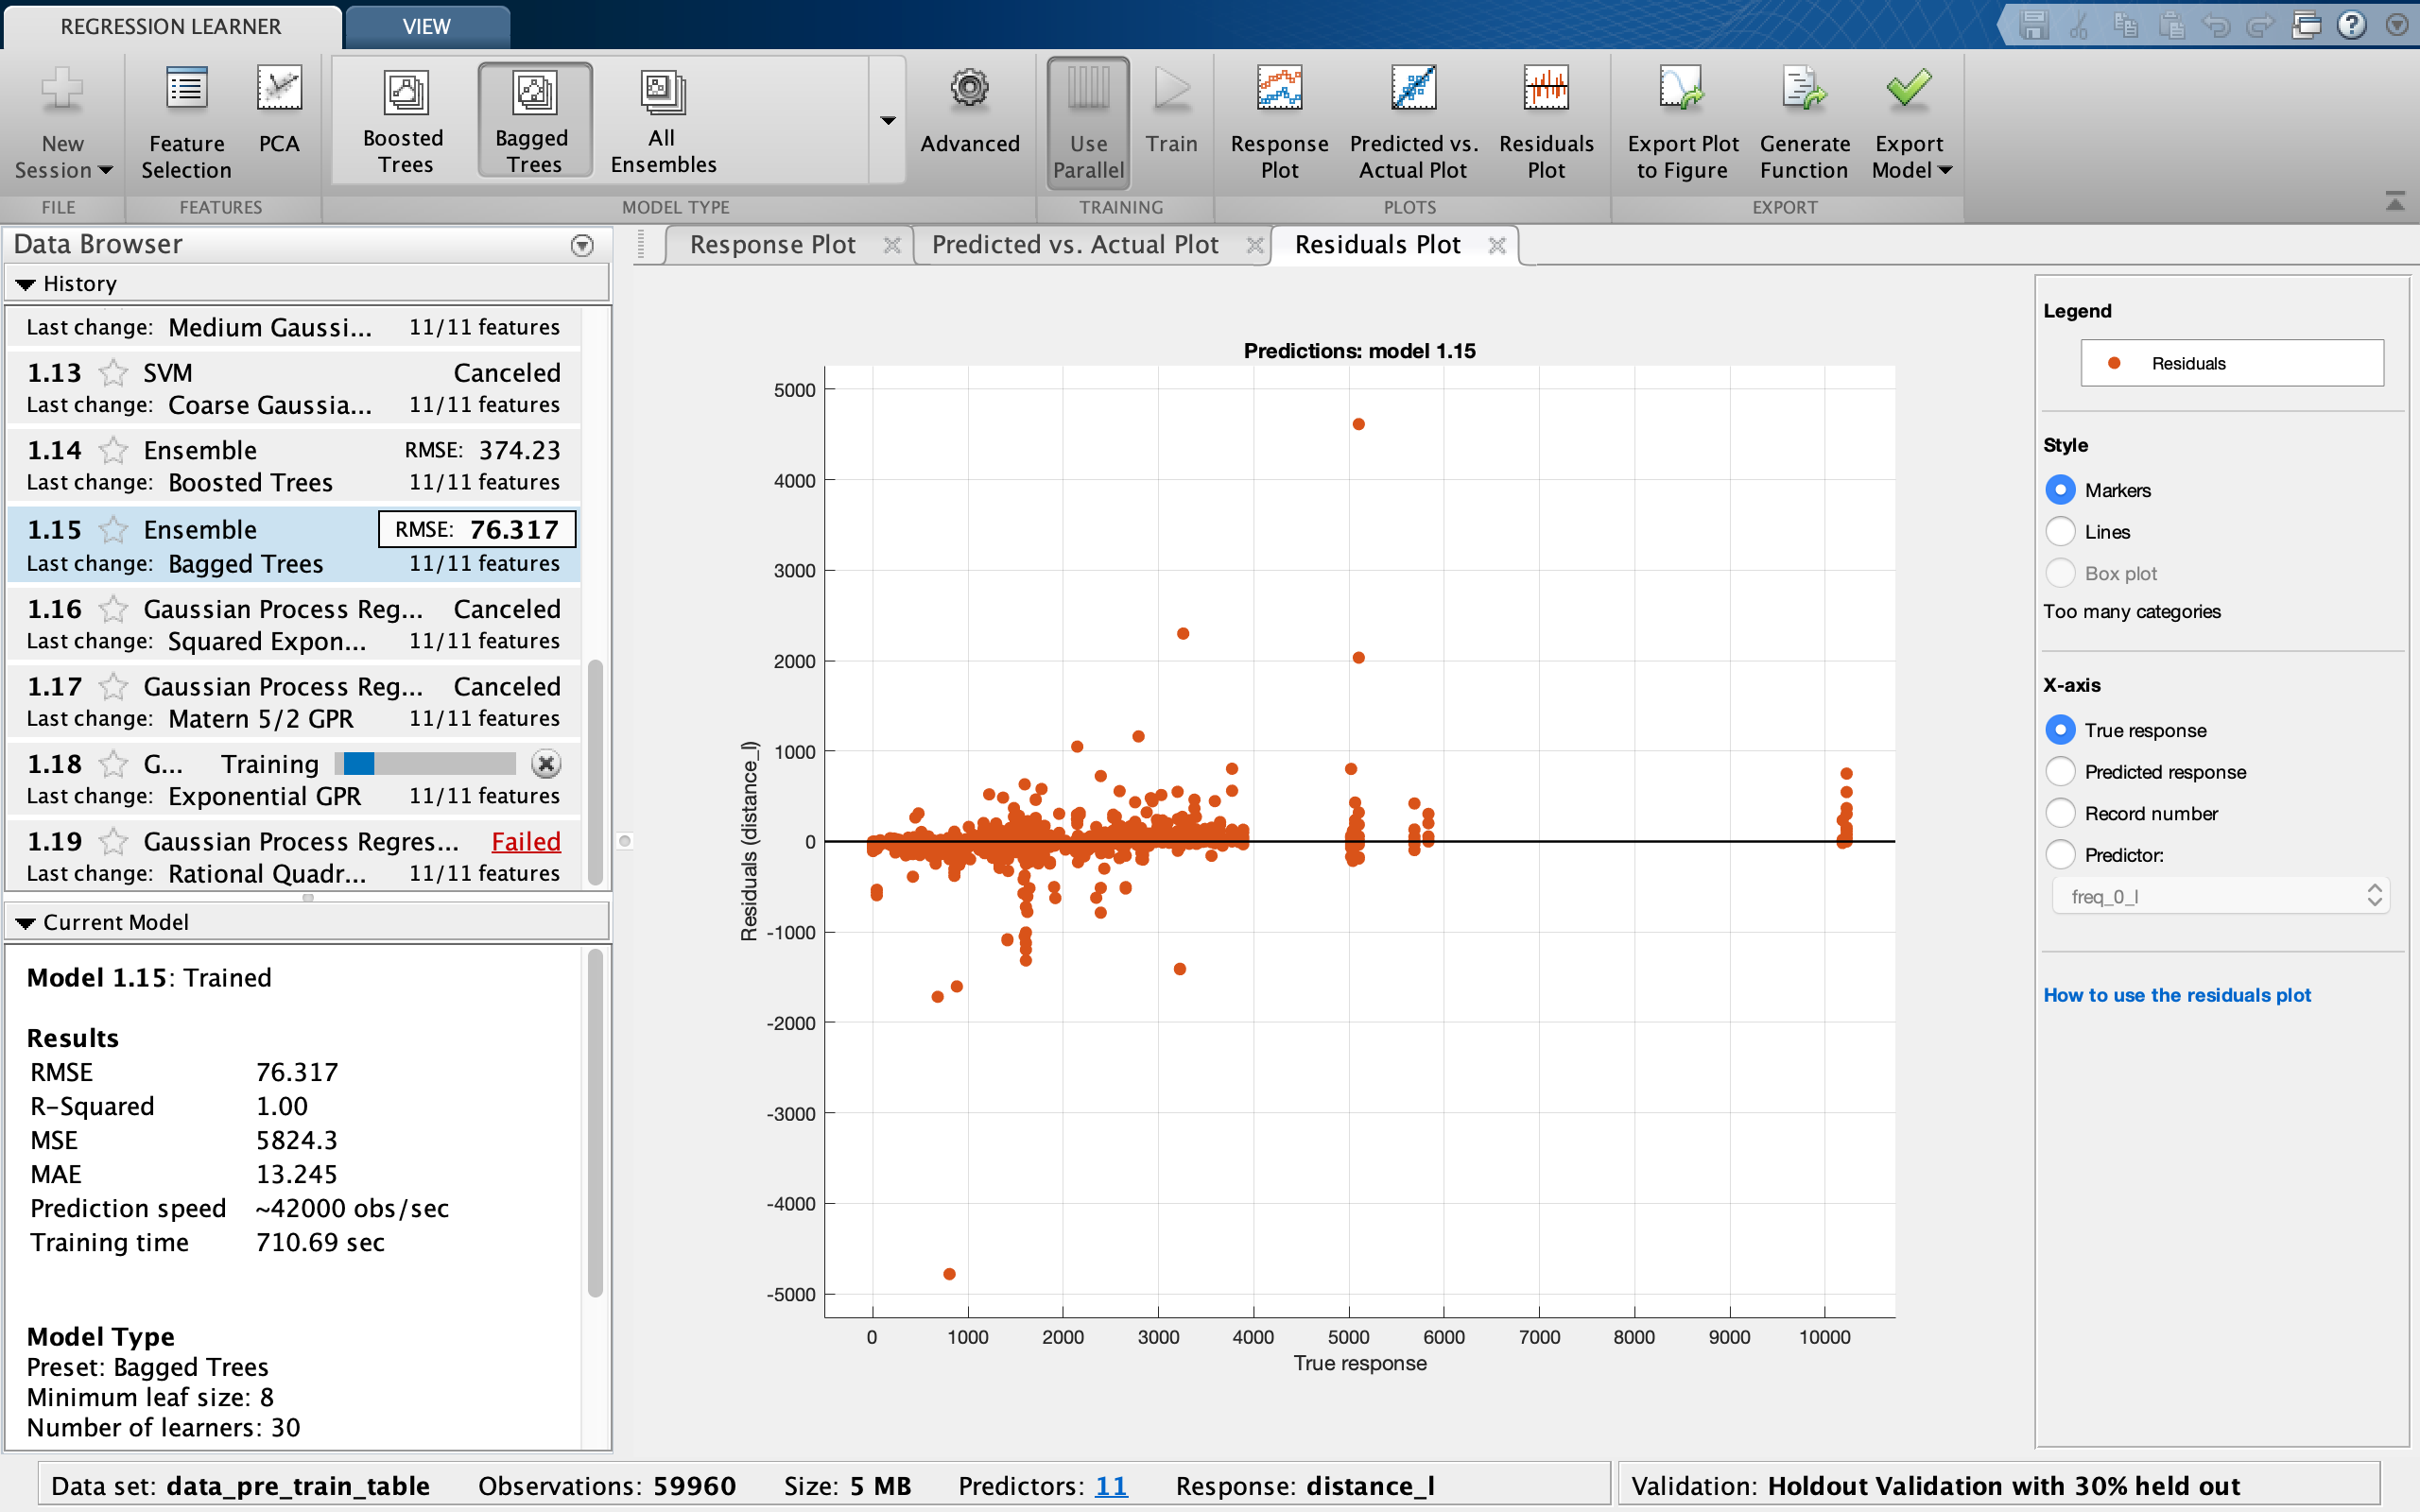 REGRESSION LEARNER
VIEW
New Session
Feature Selection
PCA
Boosted Trees
Bagged Trees
All Ensembles
Advanced
Use Parallel
Train
Response Plot
Predicted vs. Actual Plot
Residuals Plot
Export Plot to Figure
Generate Function
Export Model
FILE
FEATURES
MODEL TYPE
TRAINING
PLOTS
EXPORT
Data Browser
History
Last change: Medium Gaussi... 11/11 features
1.13 SVM Canceled
Last change: Coarse Gaussia... 11/11 features
1.14 Ensemble RMSE: 374.23
Last change: Boosted Trees 11/11 features
1.15 Ensemble RMSE: 76.317
Last change: Bagged Trees 11/11 features
1.16 Gaussian Process Reg... Canceled
Last change: Squared Expon... 11/11 features
1.17 Gaussian Process Reg... Canceled
Last change: Matern 5/2 GPR 11/11 features
1.18 G... Training
Last change: Exponential GPR 11/11 features
1.19 Gaussian Process Regres... Failed
Last change: Rational Quadr... 11/11 features
Current Model
Model 1.15: Trained
Results
RMSE 76.317
R-Squared 1.00
MSE 5824.3
MAE 13.245
Prediction speed ~42000 obs/sec
Training time 710.69 sec
Model Type
Preset: Bagged Trees
Minimum leaf size: 8
Number of learners: 30
Response Plot
Predicted vs. Actual Plot
Residuals Plot
Predictions: model 1.15
Residuals (distance_l)
5000
4000
3000
2000
1000
0
-1000
-2000
-3000
-4000
-5000
0 1000 2000 3000 4000 5000 6000 7000 8000 9000 10000
True response
Legend
Residuals
Style
Markers
Lines
Box plot
Too many categories
X-axis
True response
Predicted response
Record number
Predictor:
freq_0_l
How to use the residuals plot
Data set: data_pre_train_table Observations: 59960 Size: 5 MB Predictors: 11 Response: distance_l
Validation: Holdout Validation with 30% held out